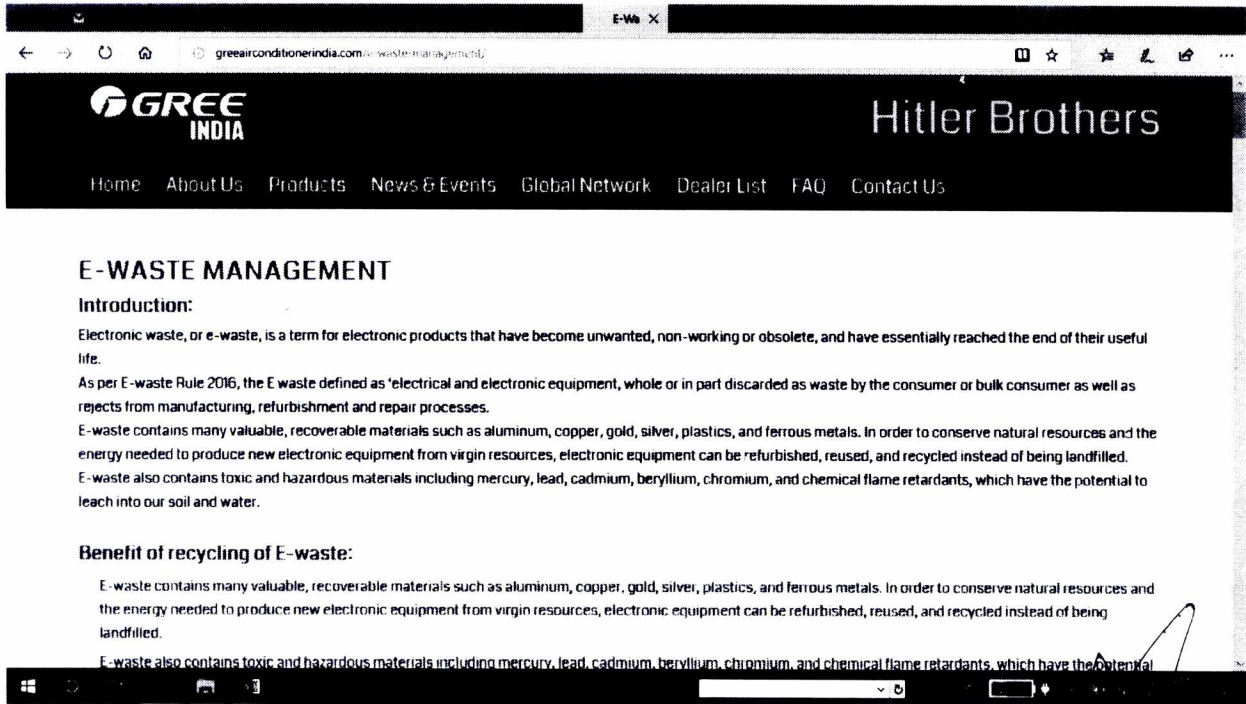 E-Wa
greeairconditionerindia.com/e-waste-management/
GREE
INDIA
Hitler Brothers
Home About Us Products News & Events Global Network Dealer List FAQ Contact Us
E-WASTE MANAGEMENT
Introduction:
Electronic waste, or e-waste, is a term for electronic products that have become unwanted, non-working or obsolete, and have essentially reached the end of their useful
life.
As per E-waste Rule 2016, the E waste defined as 'electrical and electronic equipment, whole or in part discarded as waste by the consumer or bulk consumer as well as
rejects from manufacturing, refurbishment and repair processes.
E-waste contains many valuable, recoverable materials such as aluminum, copper, gold, silver, plastics, and ferrous metals. In order to conserve natural resources and the
energy needed to produce new electronic equipment from virgin resources, electronic equipment can be refurbished, reused, and recycled instead of being landfilled.
E-waste also contains toxic and hazardous materials including mercury, lead, cadmium, beryllium, chromium, and chemical flame retardants, which have the potential to
leach into our soil and water.
Benefit of recycling of E-waste:
E-waste contains many valuable, recoverable materials such as aluminum, copper, gold, silver, plastics, and ferrous metals. In order to conserve natural resources and
the energy needed to produce new electronic equipment from virgin resources, electronic equipment can be refurbished, reused, and recycled instead of being
landfilled.
E-waste also contains toxic and hazardous materials including mercury, lead, cadmium, beryllium, chromium, and chemical flame retardants, which have the potential